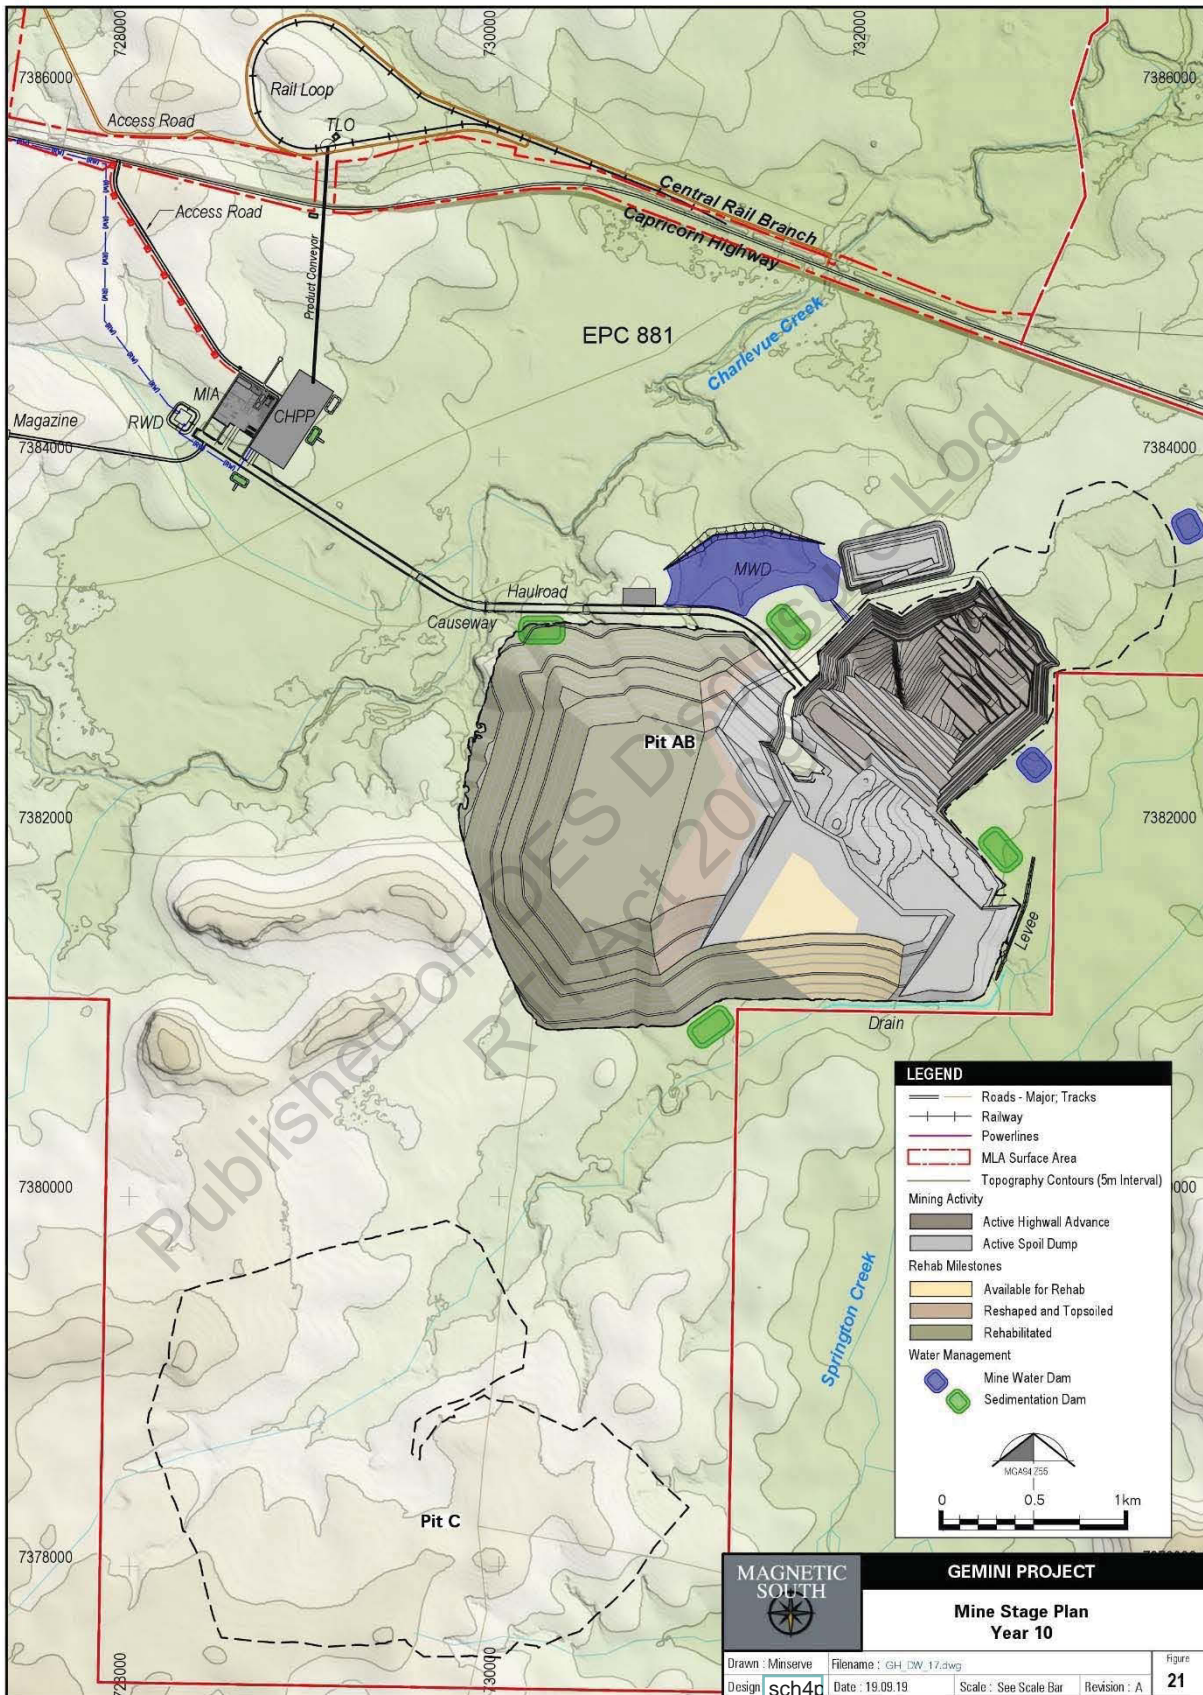 728000
730000
732000
7386000
7386000
Rail Loop
TLO
Access Road
Access Road
Central Rail Branch
Capricorn Highway
Product Conveyor
EPC 881
Charlevue Creek
MIA
CHPP
RWD
Magazine
7384000
7384000
MWD
Haulroad
Causeway
Pit AB
7382000
7382000
Levee
Drain
Published on DES Disclosure Log
RTI Act 2009
LEGEND
Roads - Major; Tracks
Railway
Powerlines
MLA Surface Area
Topography Contours (5m Interval)
Mining Activity
Active Highwall Advance
Active Spoil Dump
Rehab Milestones
Available for Rehab
Reshaped and Topsoiled
Rehabilitated
Water Management
Mine Water Dam
Sedimentation Dam
MGA94 Z55
0 0.5 1km
7380000
Springton Creek
Pit C
7378000
728000
730000
MAGNETIC
SOUTH
GEMINI PROJECT
Mine Stage Plan
Year 10
Drawn : Minserve
Filename : GH_DW_17.dwg
Figure
21
Design
sch4p
Date : 19.09.19
Scale : See Scale Bar
Revision : A